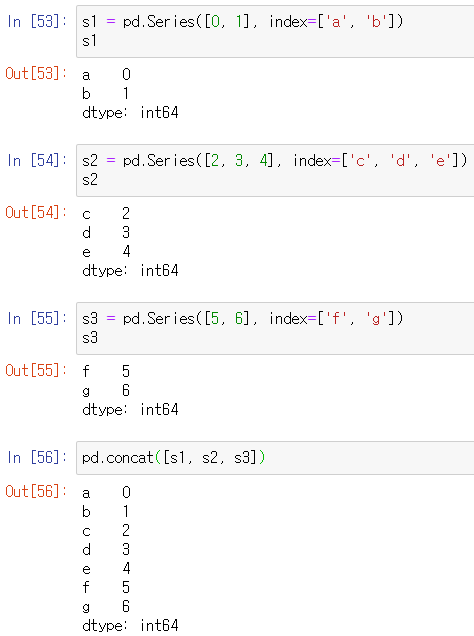 In [53]: s1 = pd.Series([0, 1], index=['a', 'b'])
s1
Out[53]: a    0
b    1
dtype: int64
In [54]: s2 = pd.Series([2, 3, 4], index=['c', 'd', 'e'])
s2
Out[54]: c    2
d    3
e    4
dtype: int64
In [55]: s3 = pd.Series([5, 6], index=['f', 'g'])
s3
Out[55]: f    5
g    6
dtype: int64
In [56]: pd.concat([s1, s2, s3])
Out[56]: a    0
b    1
c    2
d    3
e    4
f    5
g    6
dtype: int64